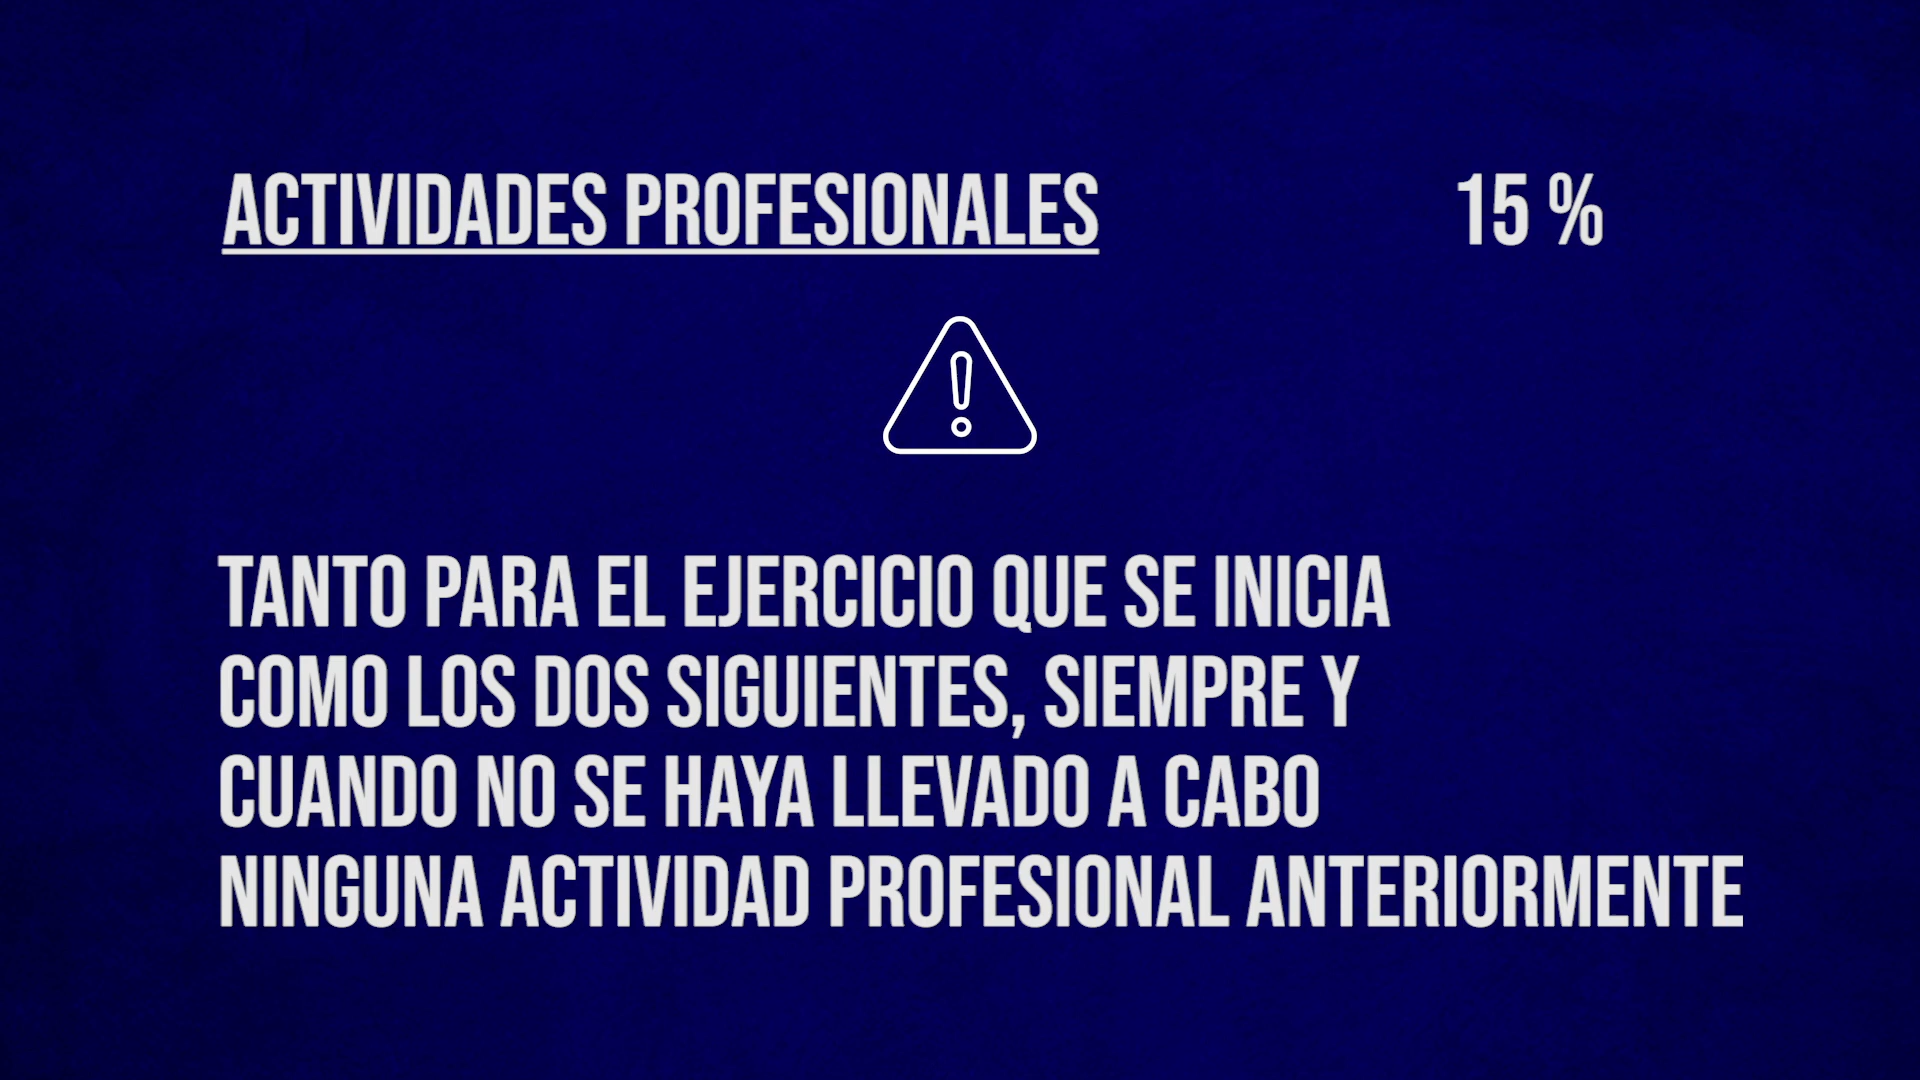 ACTIVIDADES PROFESIONALES 15 %
TANTO PARA EL EJERCICIO QUE SE INICIA
COMO LOS DOS SIGUIENTES, SIEMPRE Y
CUANDO NO SE HAYA LLEVADO A CABO
NINGUNA ACTIVIDAD PROFESIONAL ANTERIORMENTE